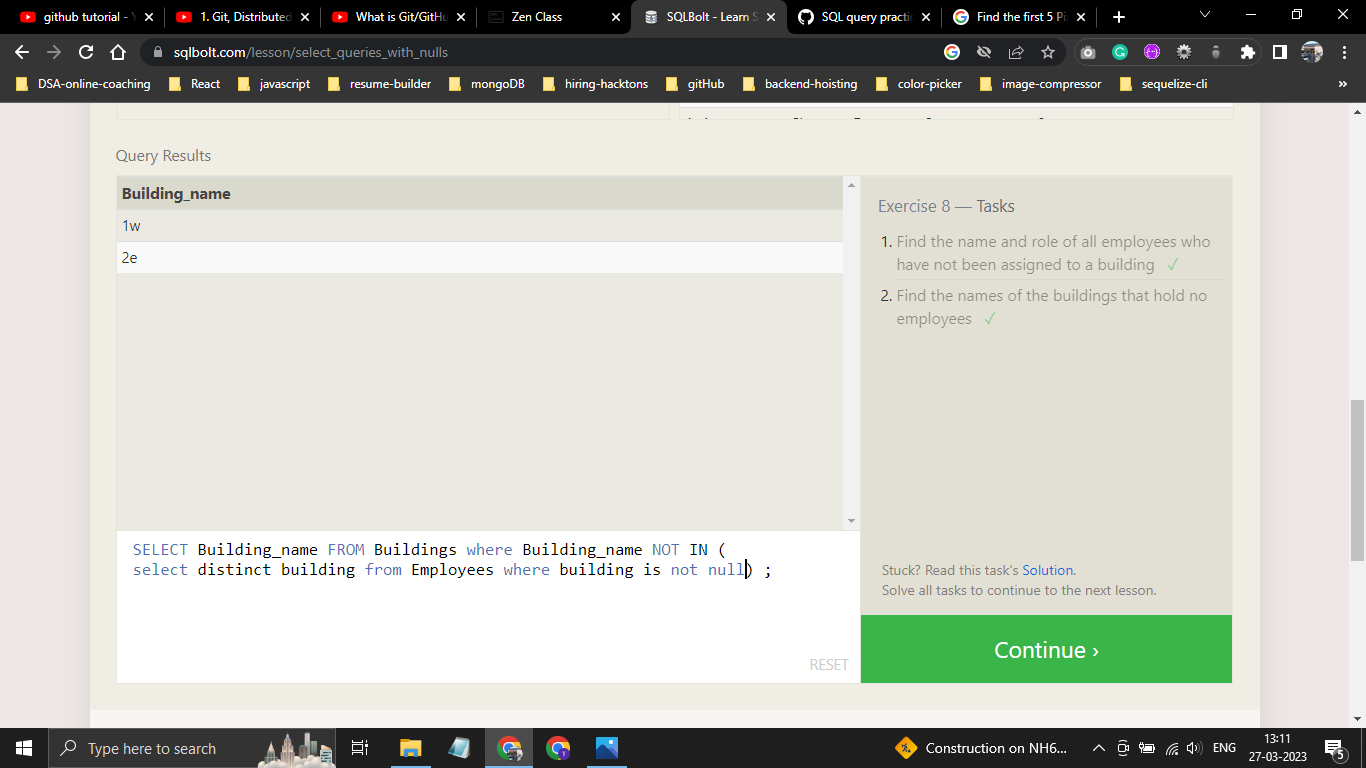 github tutorial - Y
1. Git, Distributed
What is Git/GitHu
Zen Class
SQLBolt - Learn S
SQL query practic
Find the first 5 Pi
sqlbolt.com/lesson/select_queries_with_nulls
DSA-online-coaching
React
javascript
resume-builder
mongoDB
hiring-hacktons
gitHub
backend-hoisting
color-picker
image-compressor
sequelize-cli
»
Query Results
Building_name
1w
2e
Exercise 8 — Tasks
1. Find the name and role of all employees who
have not been assigned to a building ✓
2. Find the names of the buildings that hold no
employees ✓
SELECT Building_name FROM Buildings where Building_name NOT IN (
select distinct building from Employees where building is not null) ;
RESET
Stuck? Read this task's Solution.
Solve all tasks to continue to the next lesson.
Continue ›
Type here to search
Construction on NH6...
ENG
13:11
27-03-2023
5